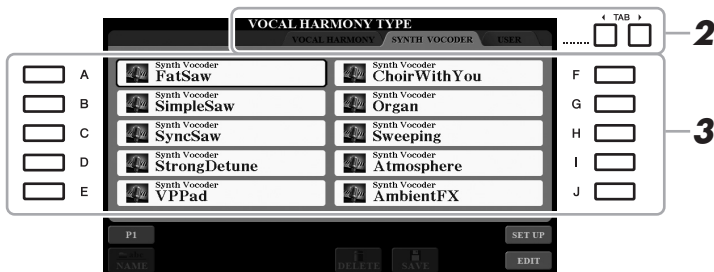 VOCAL HARMONY TYPE
TAB
VOCAL HARMONY SYNTH VOCODER USER
2
A Synth Vocoder FatSaw Synth Vocoder ChoirWithYou F
B Synth Vocoder SimpleSaw Synth Vocoder Organ G
C Synth Vocoder SyncSaw Synth Vocoder Sweeping H
3
D Synth Vocoder StrongDetune Synth Vocoder Atmosphere I
E Synth Vocoder VPPad Synth Vocoder AmbientFX J
P1 SET UP
NAME DELETE SAVE EDIT